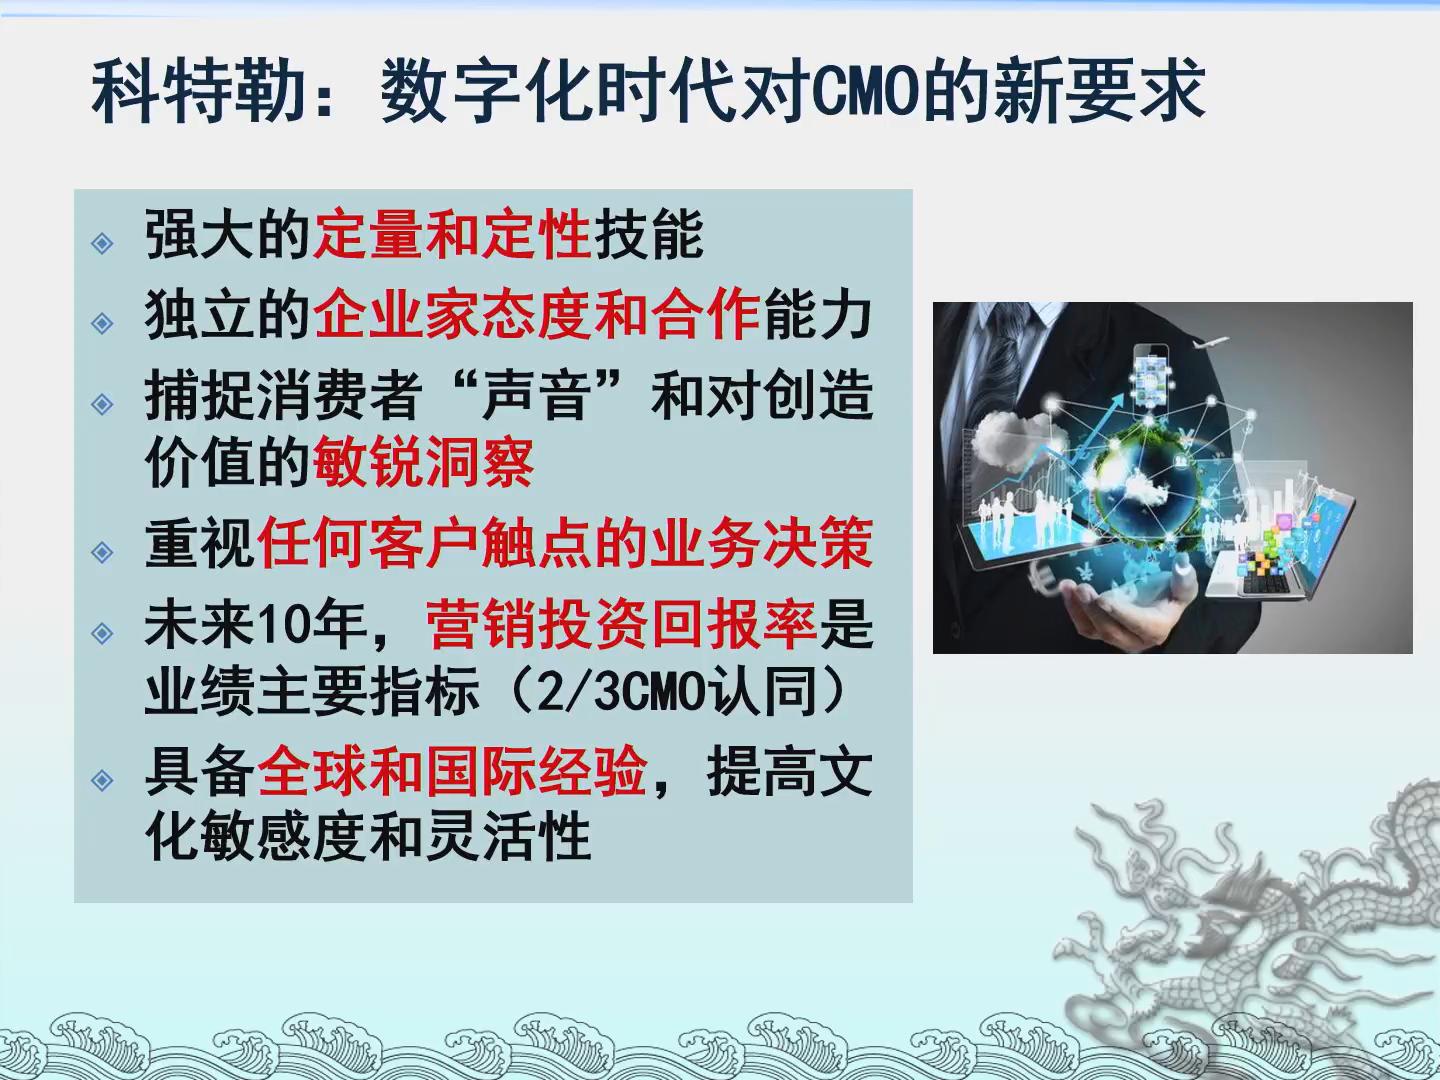 科特勒：数字化时代对CMO的新要求
强大的定量和定性技能
独立的企业家态度和合作能力
捕捉消费者“声音”和对创造
价值的敏锐洞察
重视任何客户触点的业务决策
未来10年，营销投资回报率是
业绩主要指标（2/3CMO认同）
具备全球和国际经验，提高文
化敏感度和灵活性